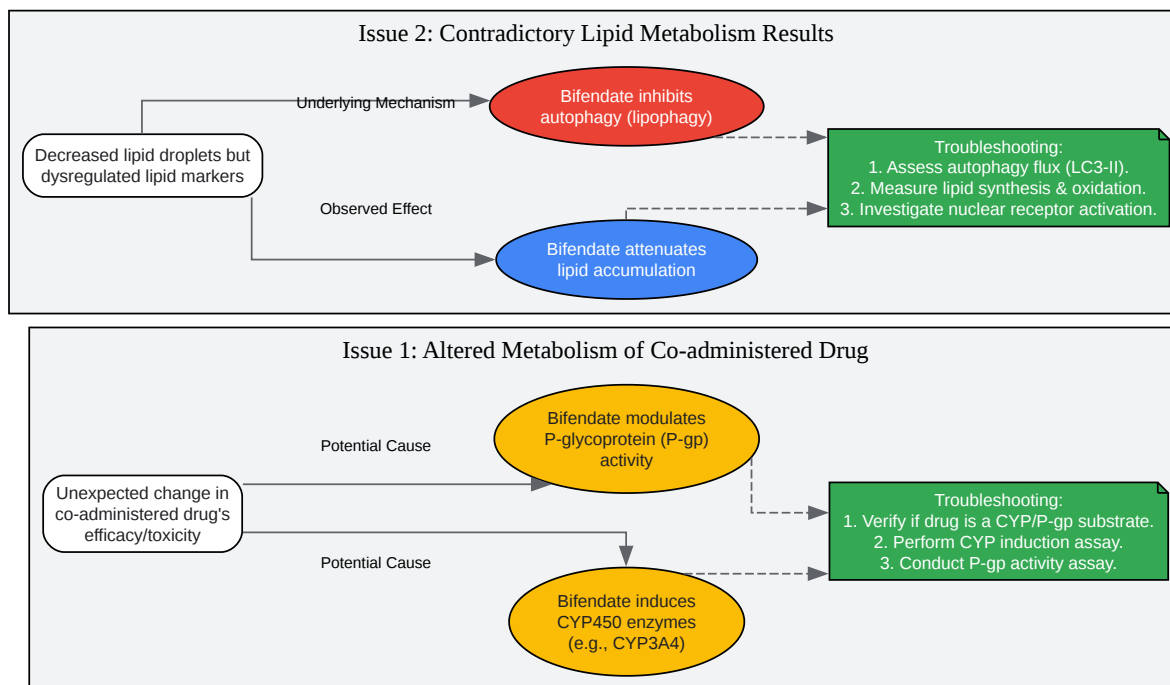 Issue 2: Contradictory Lipid Metabolism Results
Underlying Mechanism
Bifendate inhibits
autophagy (lipophagy)
Decreased lipid droplets but
dysregulated lipid markers
Observed Effect
Bifendate attenuates
lipid accumulation
Troubleshooting:
1. Assess autophagy flux (LC3-II).
2. Measure lipid synthesis & oxidation.
3. Investigate nuclear receptor activation.
Issue 1: Altered Metabolism of Co-administered Drug
Potential Cause
Bifendate modulates
P-glycoprotein (P-gp)
activity
Unexpected change in
co-administered drug's
efficacy/toxicity
Potential Cause
Bifendate induces
CYP450 enzymes
(e.g., CYP3A4)
Troubleshooting:
1. Verify if drug is a CYP/P-gp substrate.
2. Perform CYP induction assay.
3. Conduct P-gp activity assay.